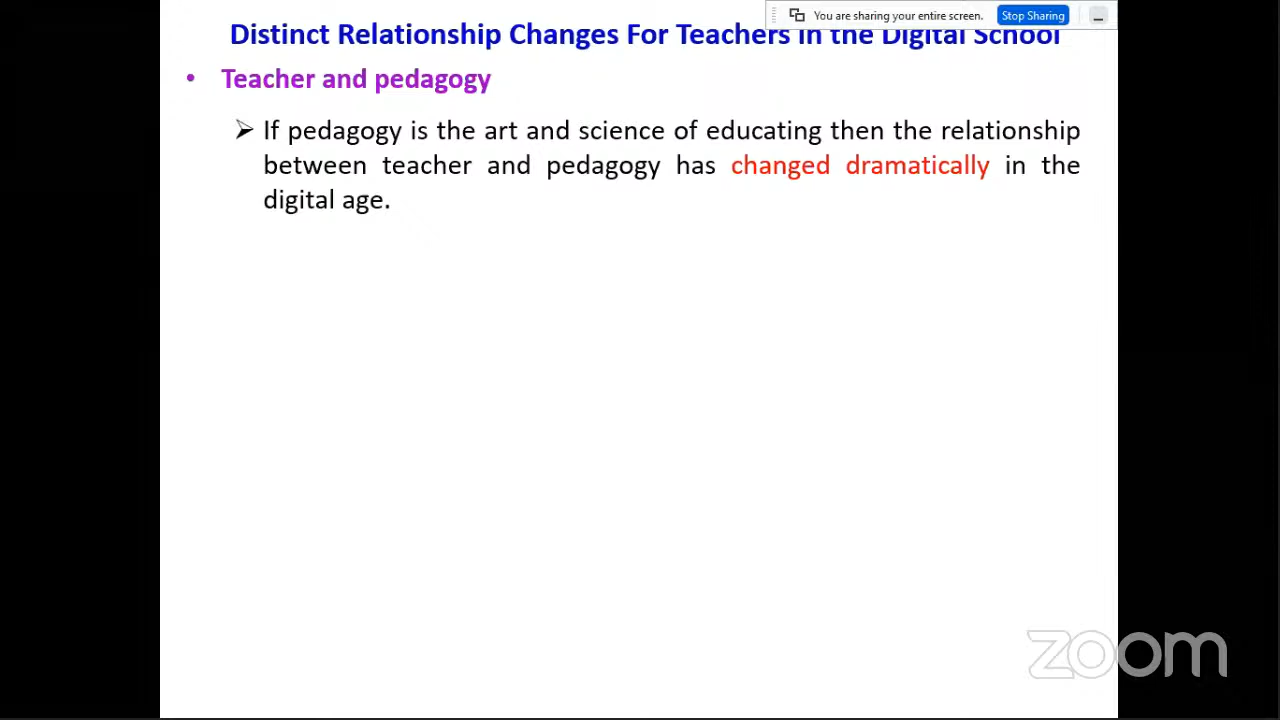 You are sharing your entire screen. Stop Sharing
Distinct Relationship Changes For Teachers in the Digital School
• Teacher and pedagogy
➢ If pedagogy is the art and science of educating then the relationship
between teacher and pedagogy has changed dramatically in the
digital age.
zoom